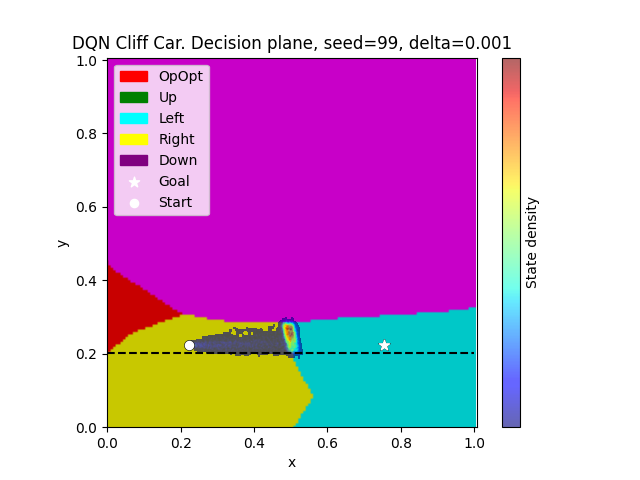 DQN Cliff Car. Decision plane, seed=99, delta=0.001
1.0
0.8
0.6
0.4
0.2
0.0
y
OpOpt
Up
Left
Right
Down
Goal
Start
0.0 0.2 0.4 0.6 0.8 1.0
x
State density